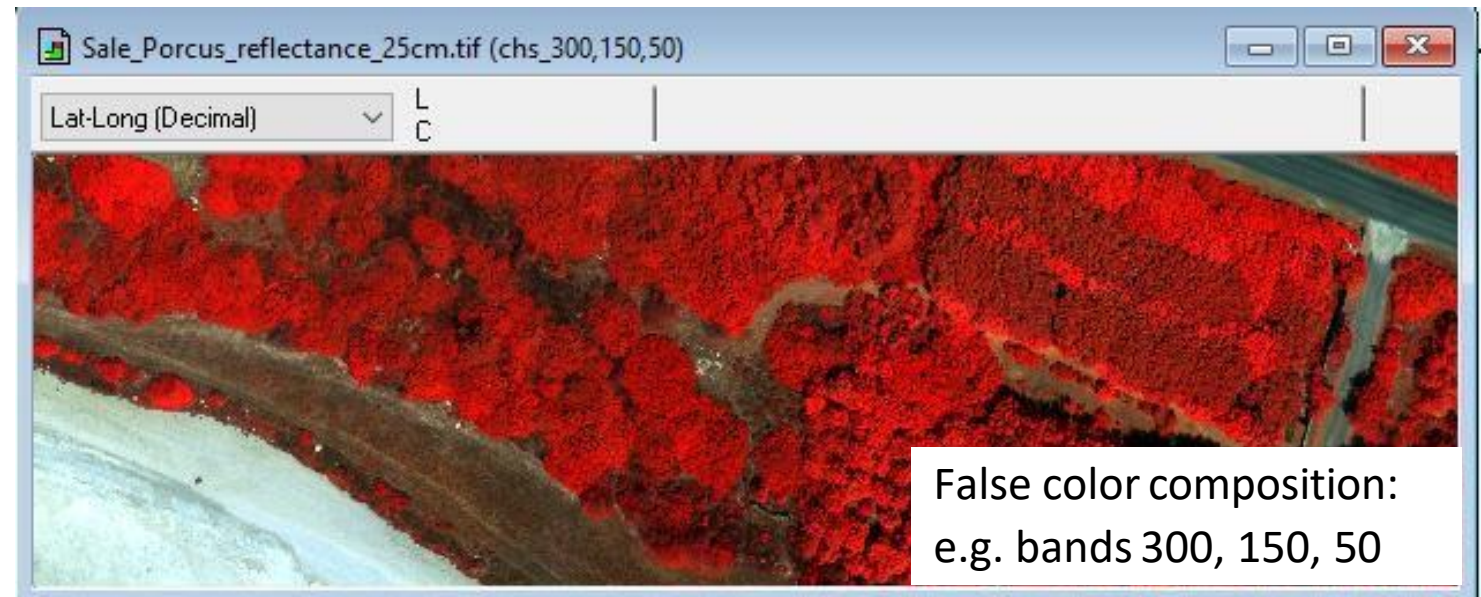 Sale_Porcus_reflectance_25cm.tif (chs_300,150,50)
Lat-Long (Decimal)
L
C
False color composition:
e.g. bands 300, 150, 50